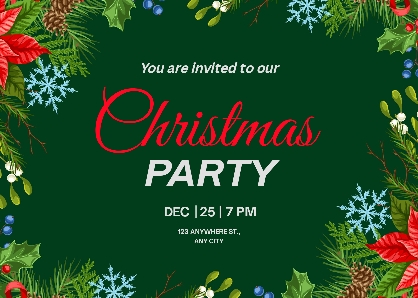 You are invited to our
Christmas
PARTY
DEC | 25 | 7 PM
123 ANYWHERE ST.,
ANY CITY